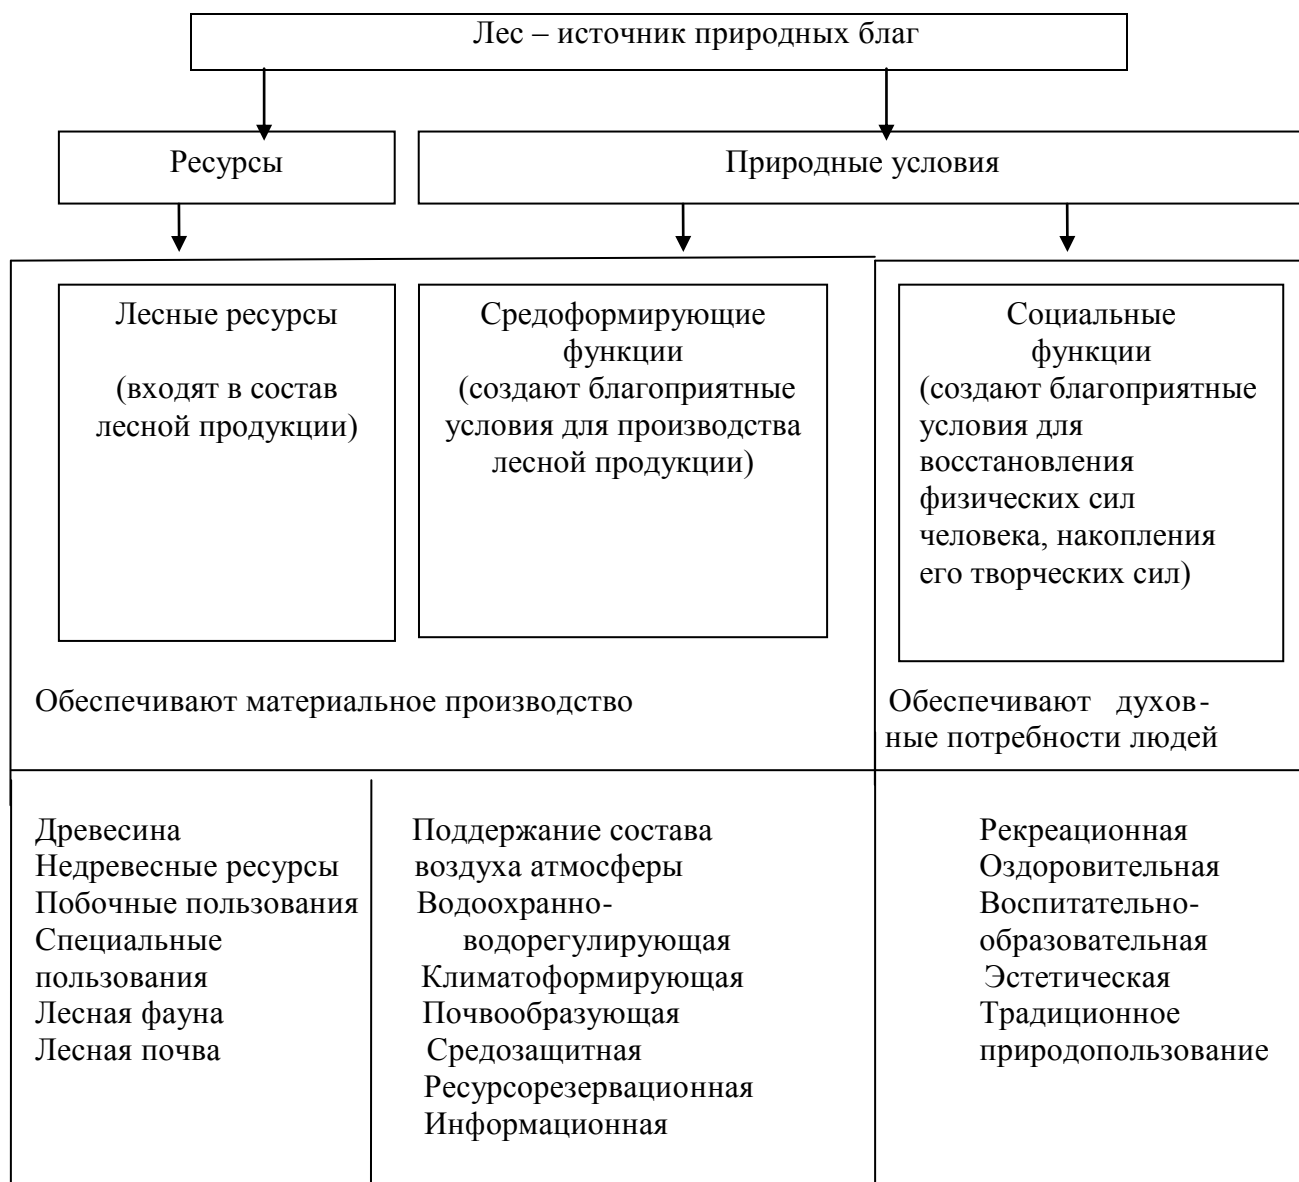 Лес – источник природных благ
Ресурсы
Природные условия
Лесные ресурсы
(входят в состав
лесной продукции)
Средоформирующие
функции
(создают благоприятные
условия для производства
лесной продукции)
Социальные
функции
(создают благоприятные
условия для
восстановления
физических сил
человека, накопления
его творческих сил)
Обеспечивают материальное производство
Обеспечивают духов-
ные потребности людей
Древесина
Недревесные ресурсы
Побочные пользования
Специальные
пользования
Лесная фауна
Лесная почва
Поддержание состава
воздуха атмосферы
Водоохранно-
водорегулирующая
Климатоформирующая
Почвообразующая
Средозащитная
Ресурсорезервационная
Информационная
Рекреационная
Оздоровительная
Воспитательно-
образовательная
Эстетическая
Традиционное
природопользование